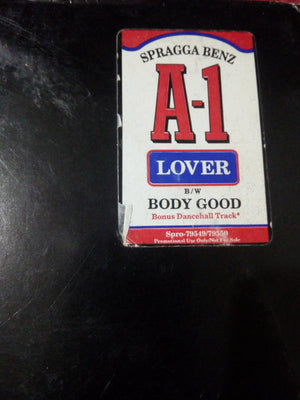 SPRAGGA BENZ
A-1
LOVER
B/W
BODY GOOD
Bonus Dancehall Track*
Spro-79549/79550
Promotional Use Only/Not For Sale